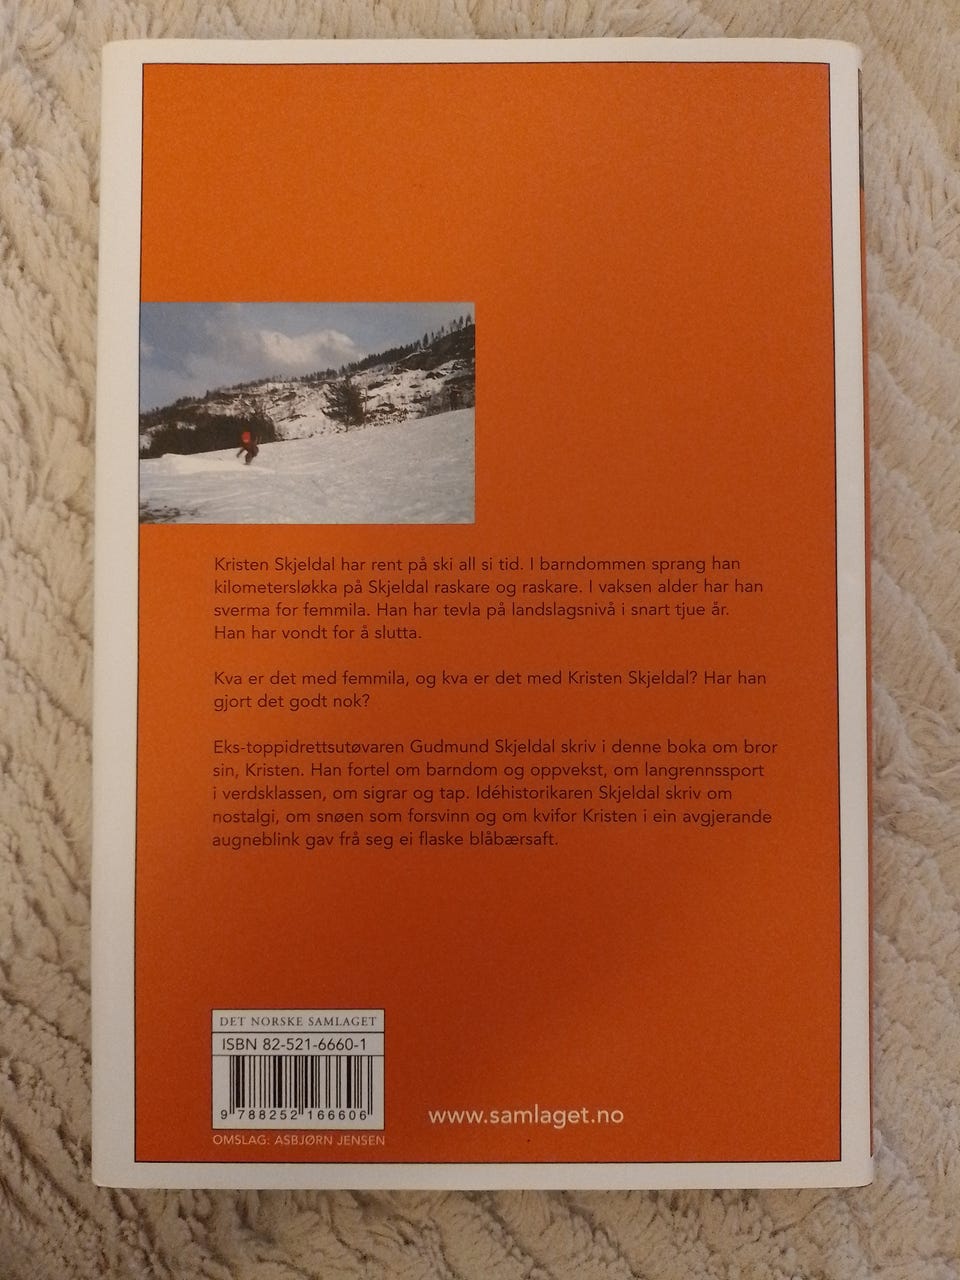 Kristen Skjeldal har rent på ski all si tid. I barndommen sprang han
kilometersløkka på Skjeldal raskare og raskare. I vaksen alder har han
sverma for femmila. Han har tevla på landslagsnivå i snart tjue år.
Han har vondt for å slutta.
Kva er det med femmila, og kva er det med Kristen Skjeldal? Har han
gjort det godt nok?
Eks-toppidrettsutøvaren Gudmund Skjeldal skriv i denne boka om bror
sin, Kristen. Han fortel om barndom og oppvekst, om langrennssport
i verdsklassen, om sigrar og tap. Idéhistorikaren Skjeldal skriv om
nostalgi, om snøen som forsvinn og om kvifor Kristen i ein avgjerande
augneblink gav frå seg ei flaske blåbærsaft.
DET NORSKE SAMLAGET
ISBN 82-521-6660-1
9 788252 166606
OMSLAG: ASBJØRN JENSEN
www.samlaget.no